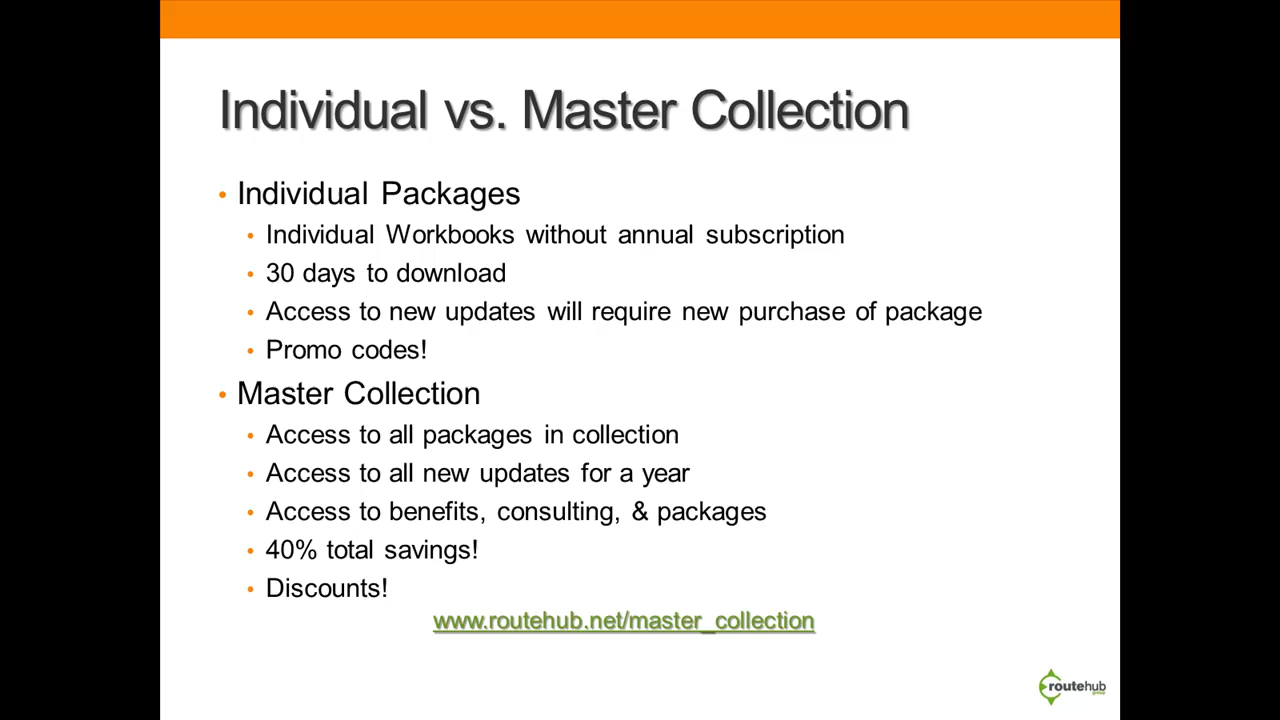 Individual vs. Master Collection
• Individual Packages
• Individual Workbooks without annual subscription
• 30 days to download
• Access to new updates will require new purchase of package
• Promo codes!
• Master Collection
• Access to all packages in collection
• Access to all new updates for a year
• Access to benefits, consulting, & packages
• 40% total savings!
• Discounts!
www.routehub.net/master_collection
routehub
group